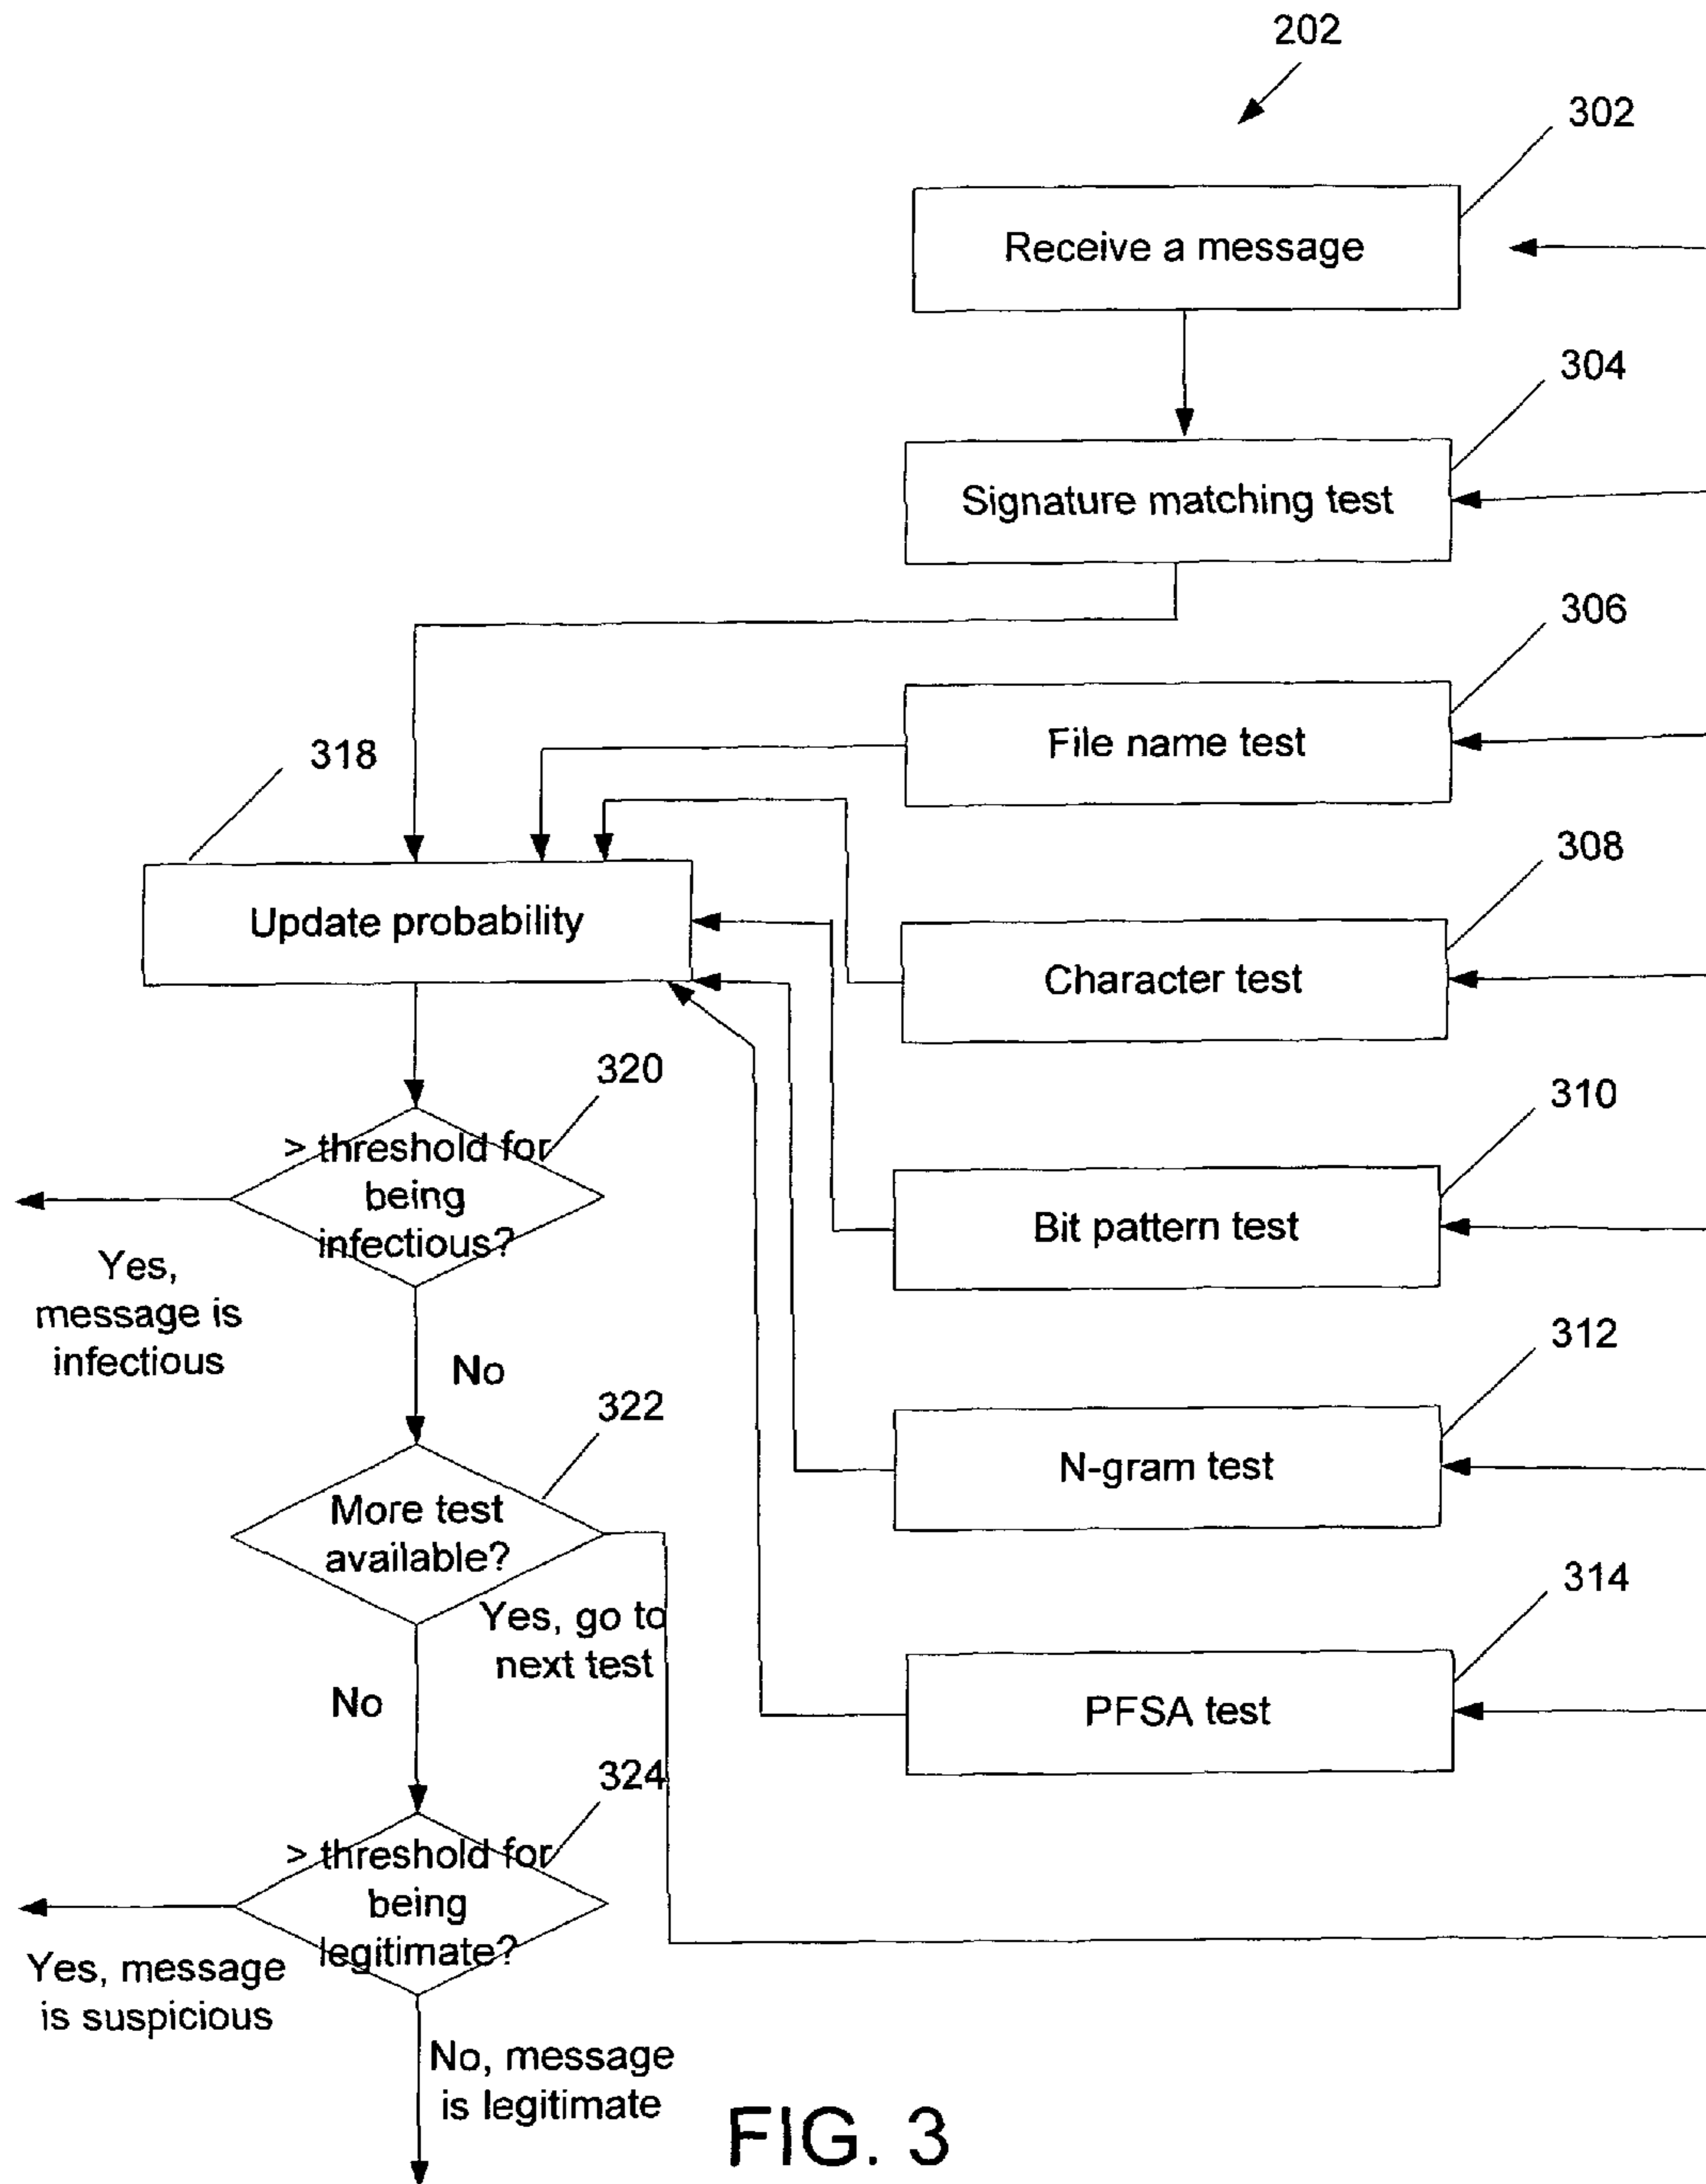 202
302
Receive a message
304
Signature matching test
306
File name test
318
308
Update probability
Character test
320
310
> threshold for
being
infectious?
Bit pattern test
Yes,
message is
infectious
312
No
322
N-gram test
More test
available?
314
Yes, go to
next test
No
PFSA test
324
> threshold for
being
legitimate?
Yes, message
is suspicious
No, message
is legitimate
FIG. 3